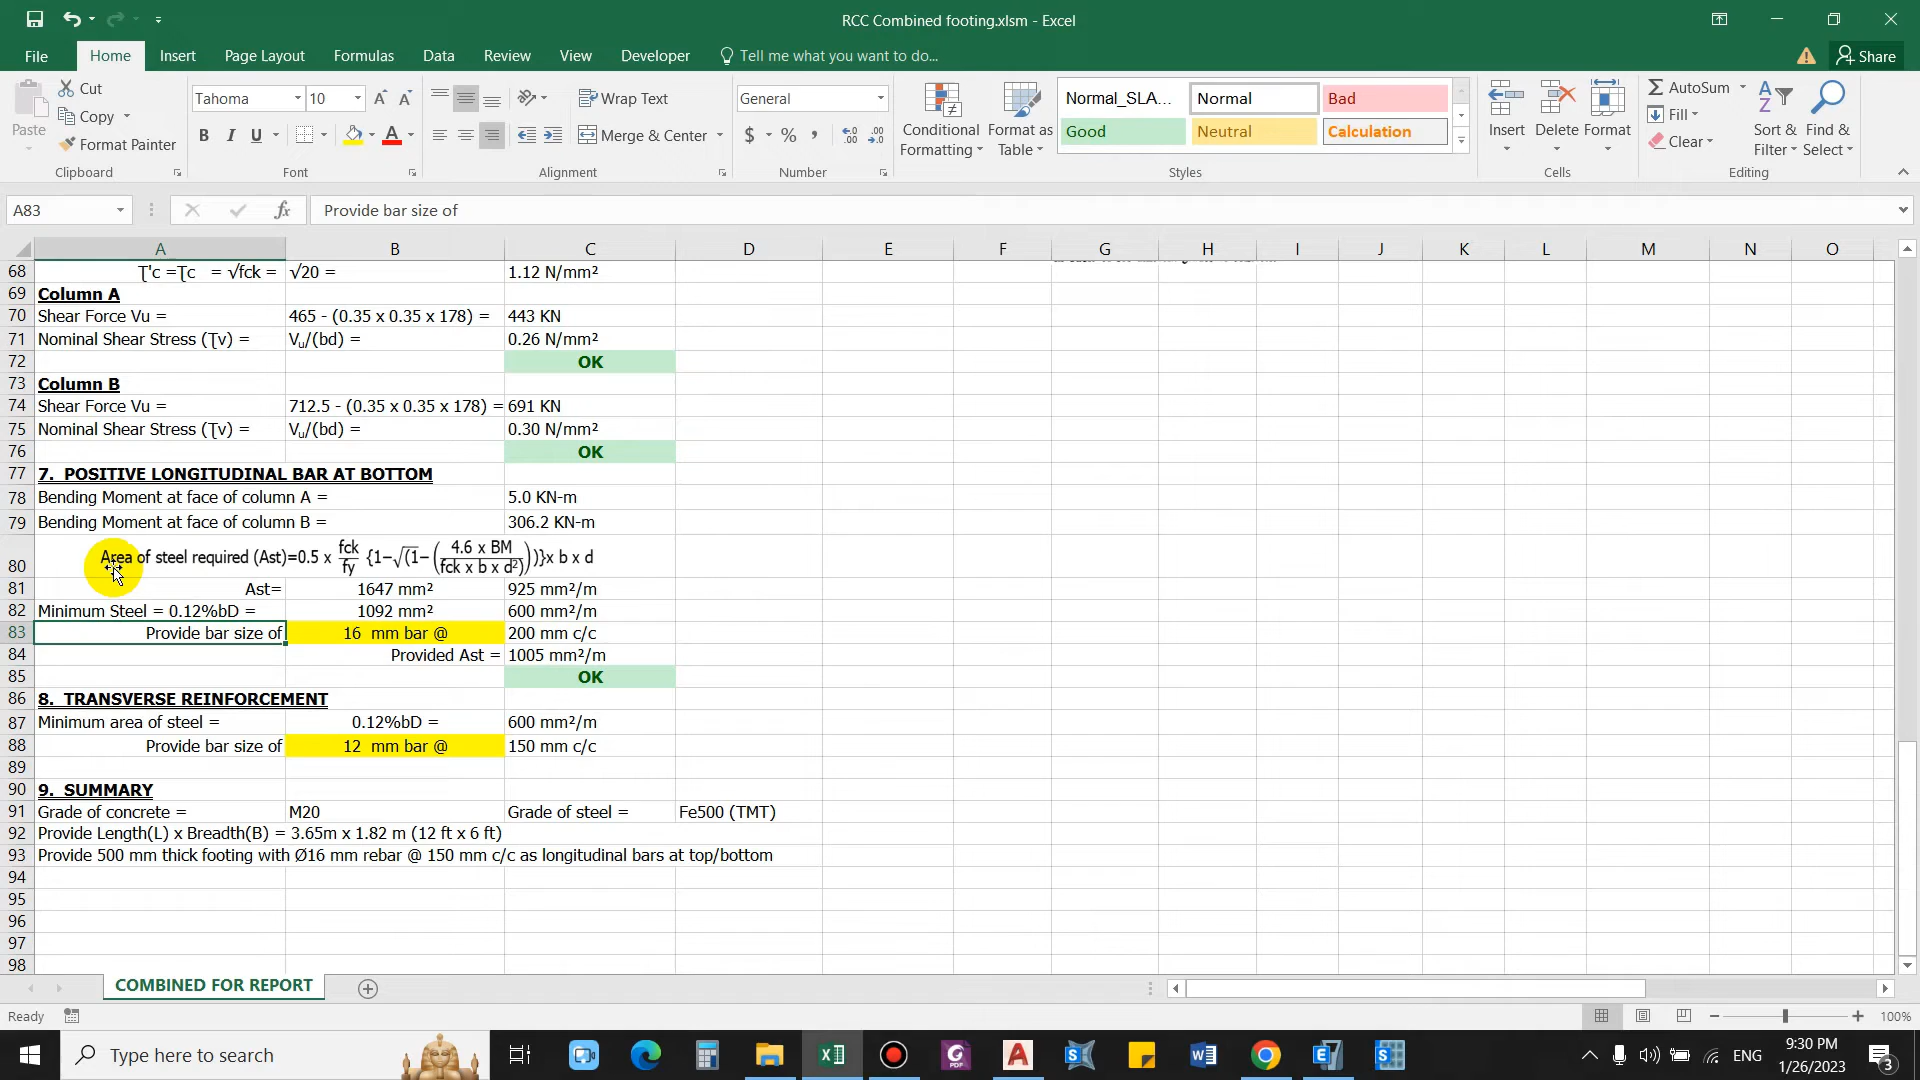 RCC Combined footing.xlsm - Excel
File Home Insert Page Layout Formulas Data Review View Developer Tell me what you want to do... Share
Paste Cut Copy Format Painter Clipboard
Tahoma 10 B I U Font
Wrap Text Merge & Center Alignment
General $ % , Number
Conditional Formatting Format as Table
Normal_SLA... Normal Bad
Good Neutral Calculation
Styles
Insert Delete Format Cells
AutoSum Fill Clear Sort & Filter Find & Select Editing
A83 fx Provide bar size of
A B C D E F G H I J K L M N O
68 Ʈ'c =Ʈc = √fck = √20 = 1.12 N/mm²
69 Column A
70 Shear Force Vu = 465 - (0.35 x 0.35 x 178) = 443 KN
71 Nominal Shear Stress (Ʈv) = Vu/(bd) = 0.26 N/mm²
72 OK
73 Column B
74 Shear Force Vu = 712.5 - (0.35 x 0.35 x 178) = 691 KN
75 Nominal Shear Stress (Ʈv) = Vu/(bd) = 0.30 N/mm²
76 OK
77 7. POSITIVE LONGITUDINAL BAR AT BOTTOM
78 Bending Moment at face of column A = 5.0 KN-m
79 Bending Moment at face of column B = 306.2 KN-m
80 Area of steel required (Ast)=0.5 x fck/fy {1-√(1-(4.6 x BM/fck x b x d²))}x b x d
81 Ast= 1647 mm² 925 mm²/m
82 Minimum Steel = 0.12%bD = 1092 mm² 600 mm²/m
83 Provide bar size of 16 mm bar @ 200 mm c/c
84 Provided Ast = 1005 mm²/m
85 OK
86 8. TRANSVERSE REINFORCEMENT
87 Minimum area of steel = 0.12%bD = 600 mm²/m
88 Provide bar size of 12 mm bar @ 150 mm c/c
89
90 9. SUMMARY
91 Grade of concrete = M20 Grade of steel = Fe500 (TMT)
92 Provide Length(L) x Breadth(B) = 3.65m x 1.82 m (12 ft x 6 ft)
93 Provide 500 mm thick footing with Ø16 mm rebar @ 150 mm c/c as longitudinal bars at top/bottom
94
95
96
97
98
COMBINED FOR REPORT
Ready 100%
Type here to search ENG 9:30 PM 3
1/26/2023